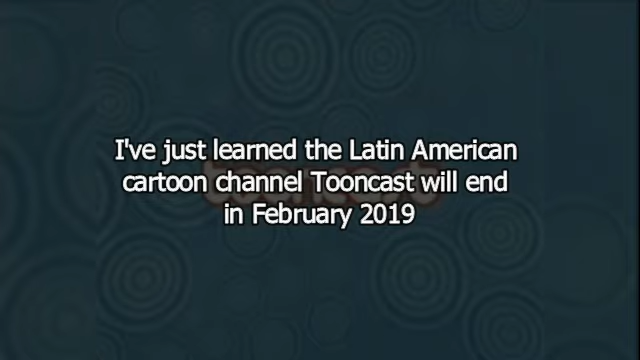 I've just learned the Latin American
cartoon channel Tooncast will end
in February 2019